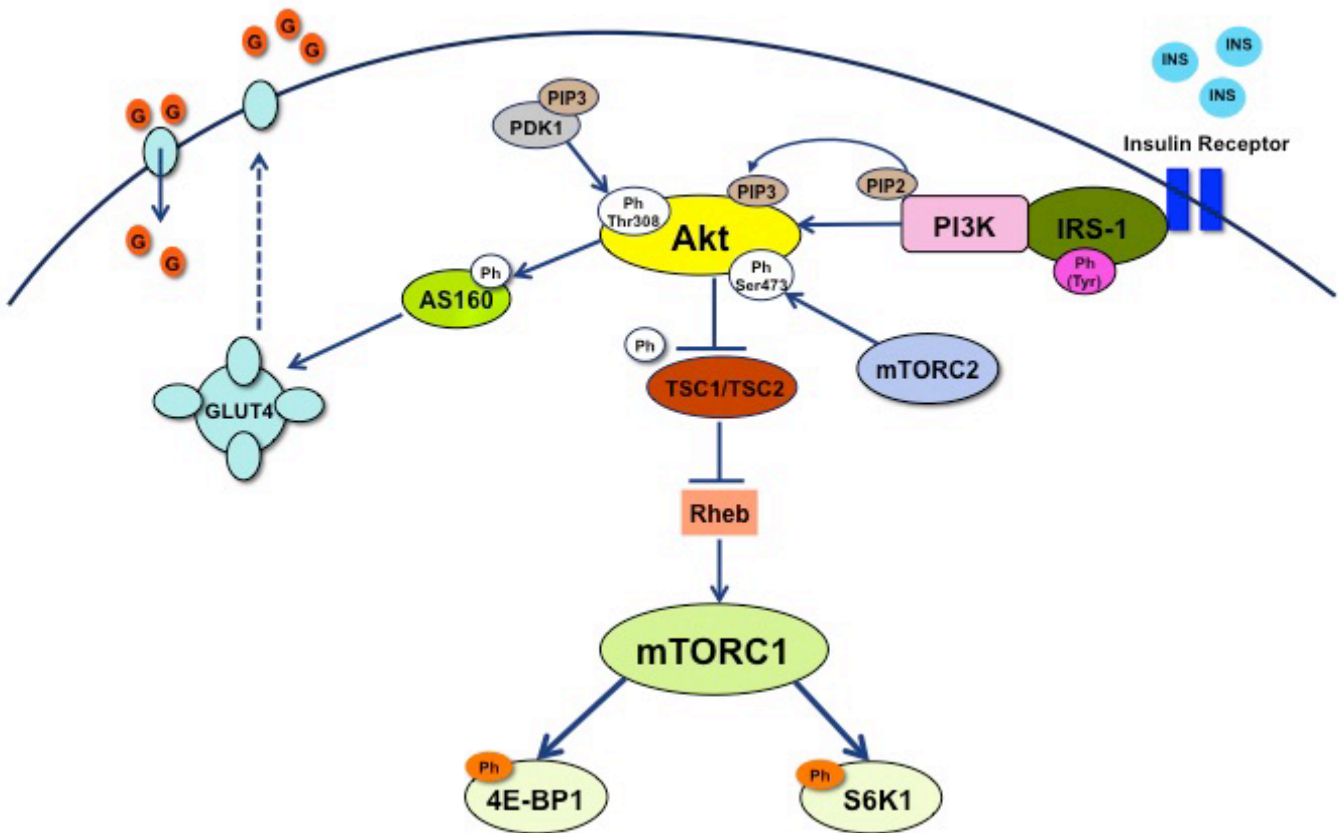 G
G
G
G
G
G
G
INS
INS
INS
Insulin Receptor
PIP3
PDK1
PIP3
PIP2
Ph
Thr308
Akt
PI3K
IRS-1
Ph
(Tyr)
Ph
Ser473
Ph
AS160
Ph
TSC1/TSC2
mTORC2
GLUT4
Rheb
mTORC1
Ph
4E-BP1
Ph
S6K1